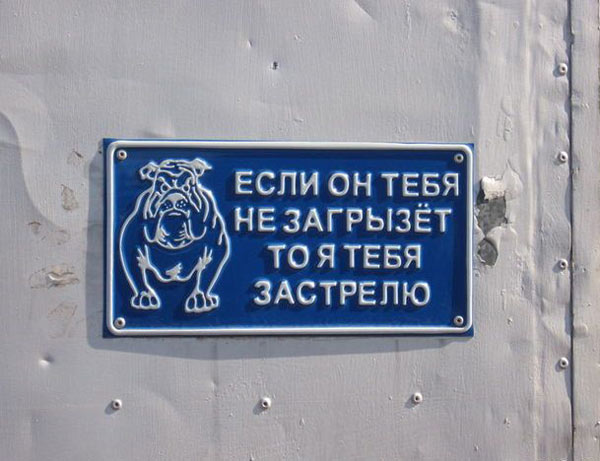 ЕСЛИ ОН ТЕБЯ
НЕ ЗАГРЫЗЁТ
ТО Я ТЕБЯ
ЗАСТРЕЛЮ